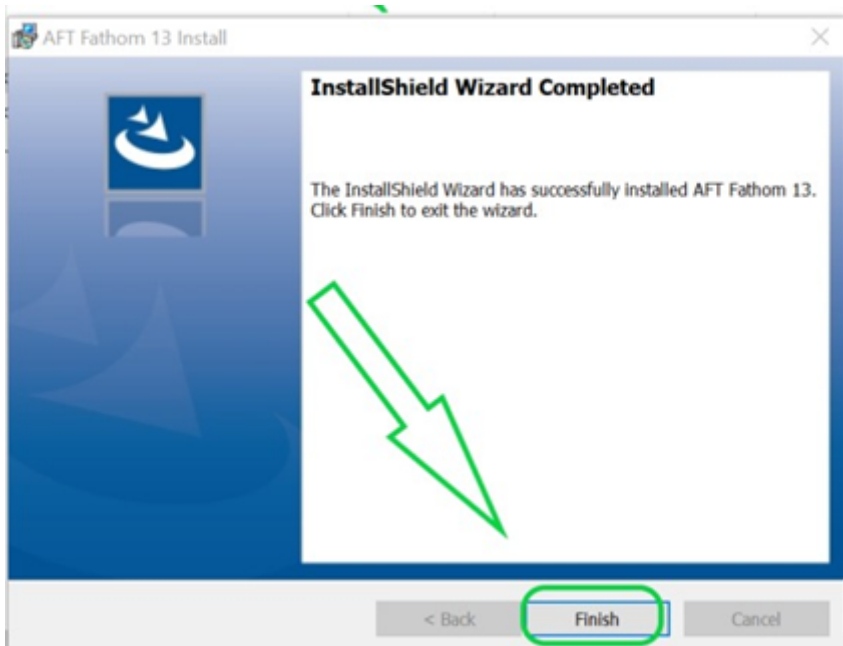 AFT Fathom 13 Install
InstallShield Wizard Completed
The InstallShield Wizard has successfully installed AFT Fathom 13.
Click Finish to exit the wizard.
< Back
Finish
Cancel